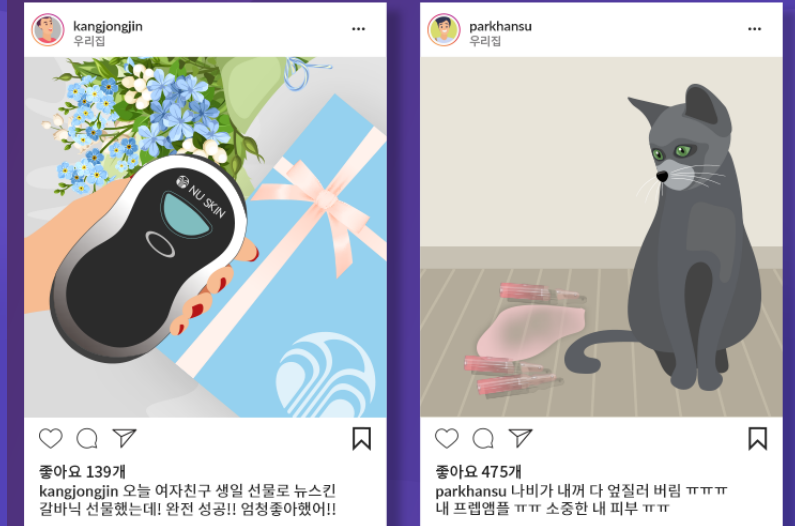 kangjongjin
우리집
NU SKIN
좋아요 139개
kangjongjin 오늘 여자친구 생일 선물로 뉴스킨
갈바닉 선물했는데! 완전 성공!! 엄청좋아했어!!
parkhansu
우리집
좋아요 475개
parkhansu 나비가 내꺼 다 엎질러 버림 ㅠㅠㅠ
내 프렙앰플 ㅠㅠ 소중한 내 피부 ㅠㅠ